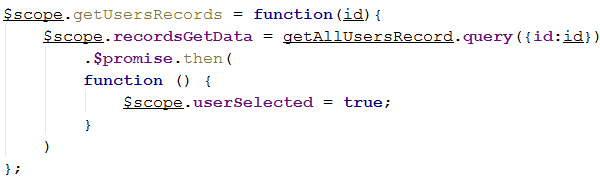 $scope.getUsersRecords = function(id){
$scope.recordsGetData = getAllUsersRecord.query({id:id})
.$promise.then(
function () {
$scope.userSelected = true;
}
)
};